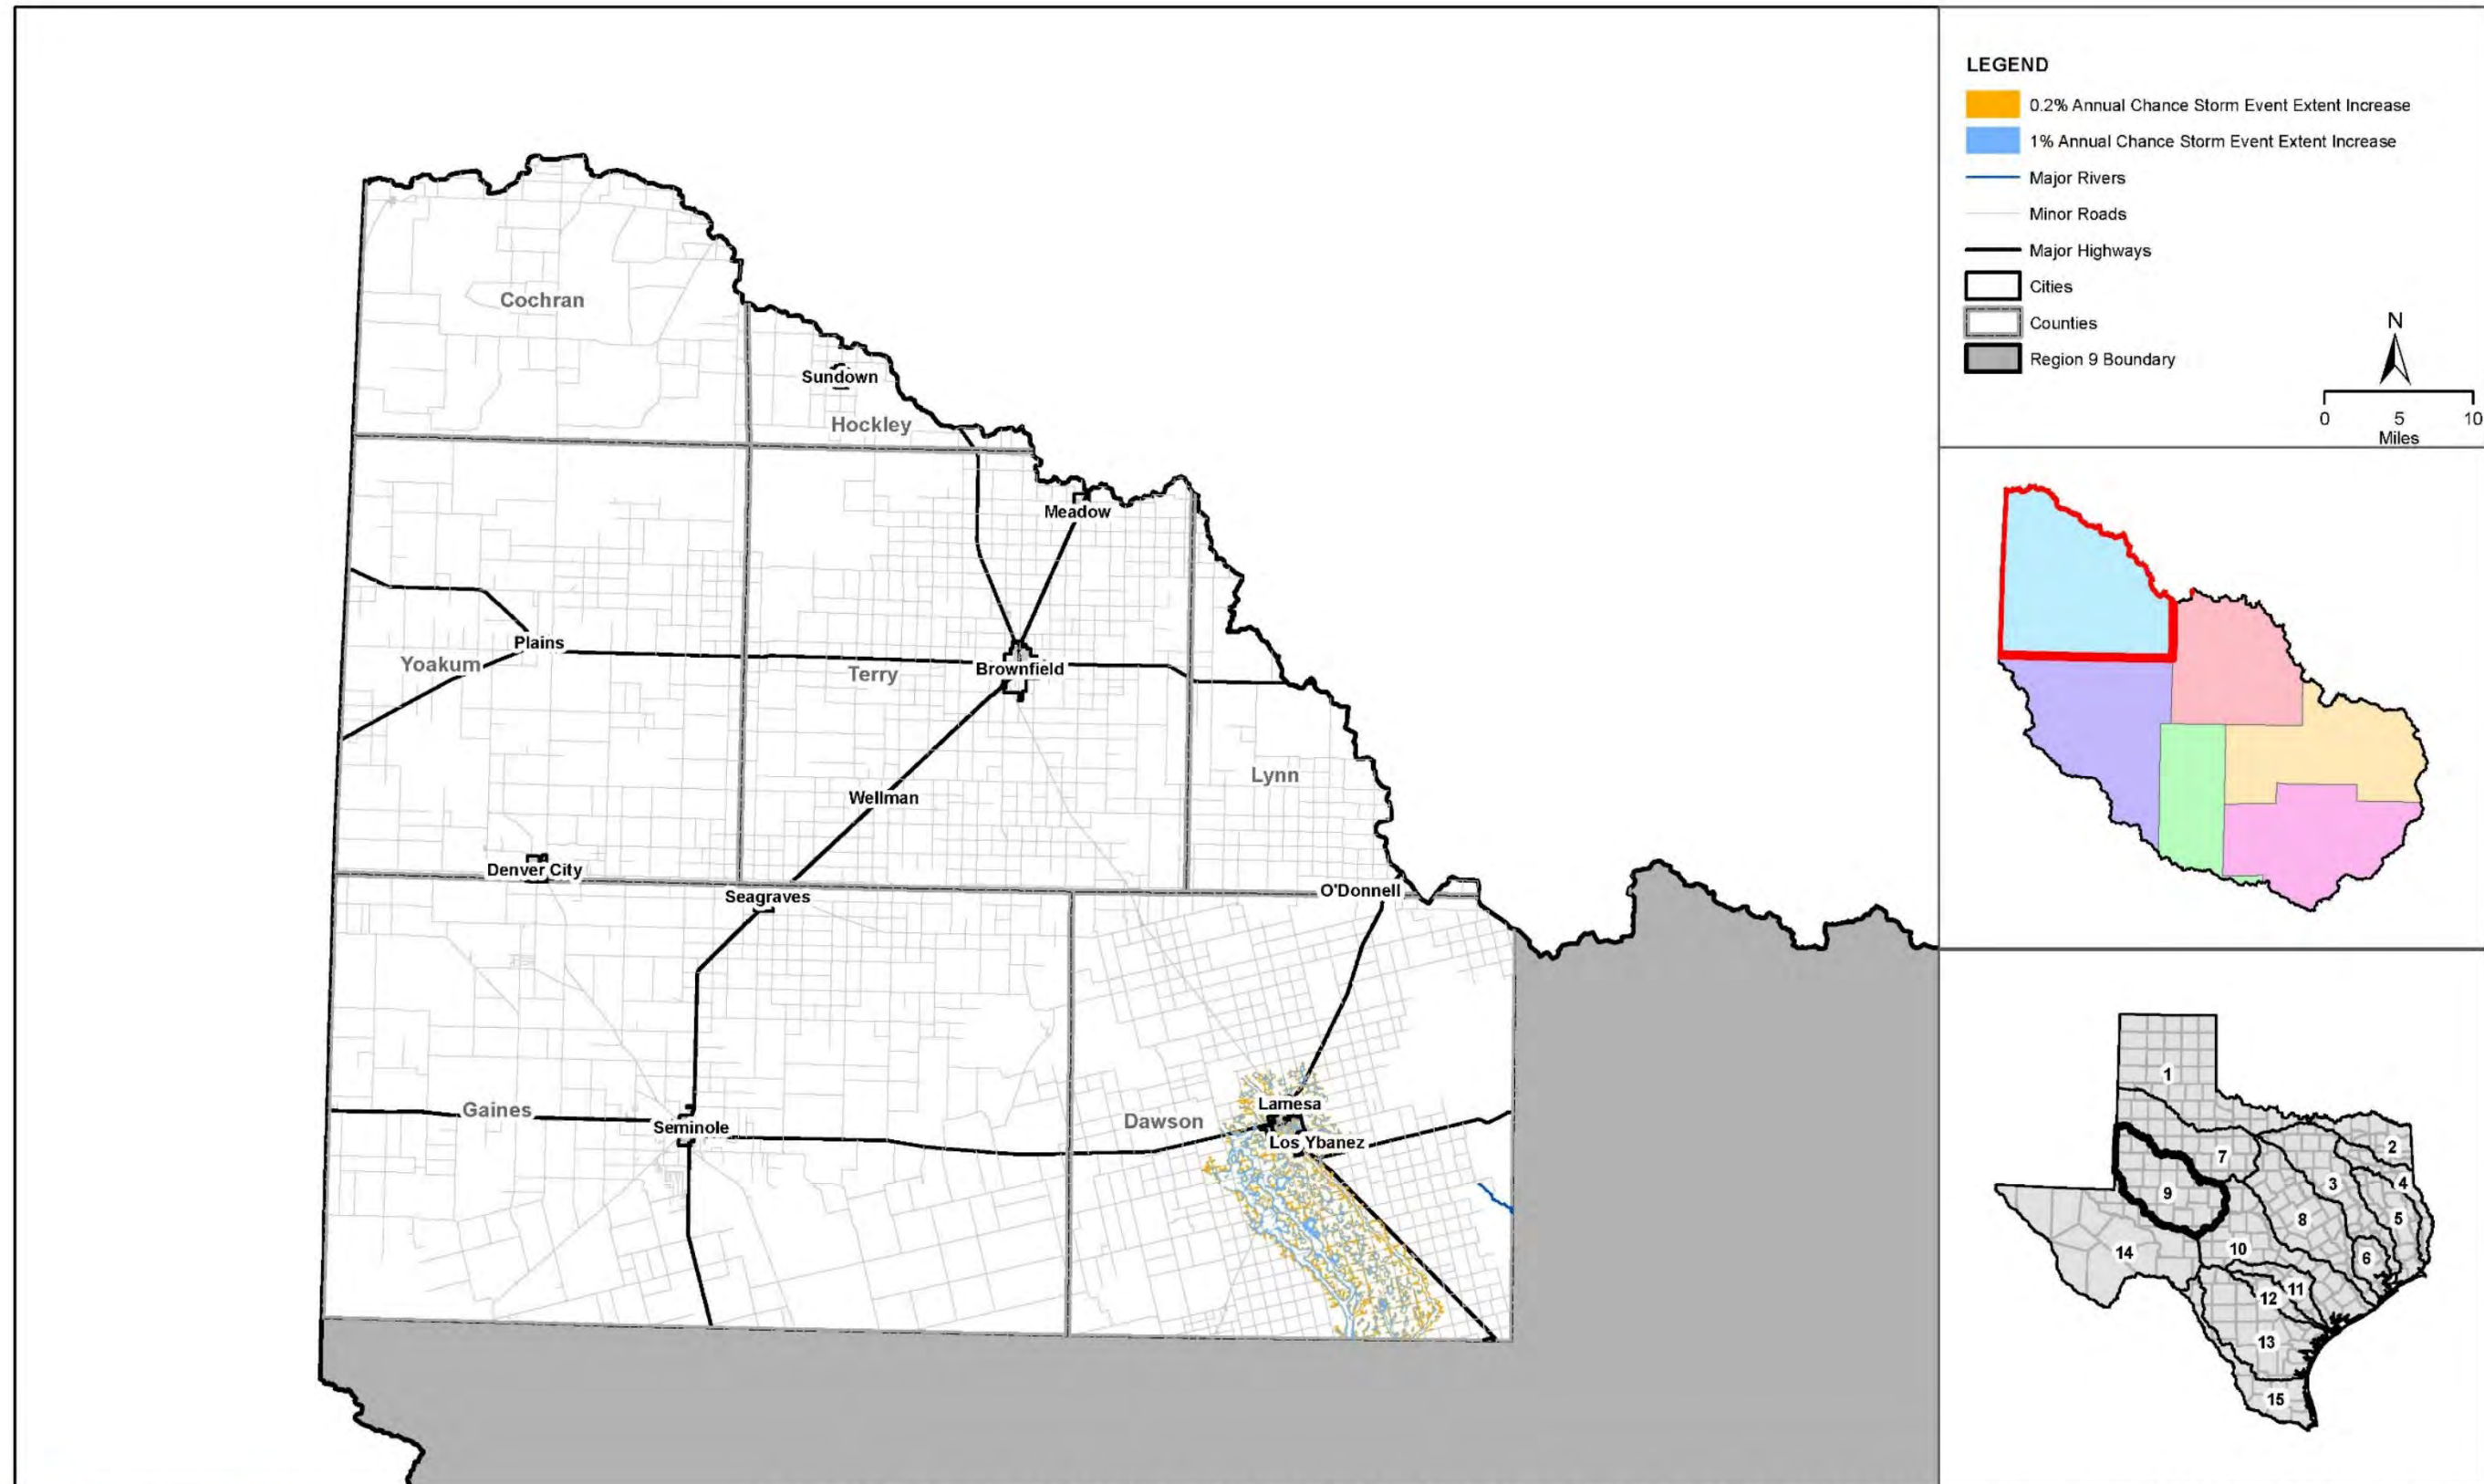 Cochran
Sundown
Hockley
Meadow
Plains
Yoakum
Terry
Brownfield
Lynn
Wellman
Denver City
Seagraves
O'Donnell
Gaines
Seminole
Dawson
Lamesa
Los Ybanez
LEGEND
0.2% Annual Chance Storm Event Extent Increase
1% Annual Chance Storm Event Extent Increase
Major Rivers
Minor Roads
Major Highways
Cities
Counties
Region 9 Boundary
N
0 5 10
Miles
1
2
7
3
4
9
5
8
14
10
6
11
12
13
15